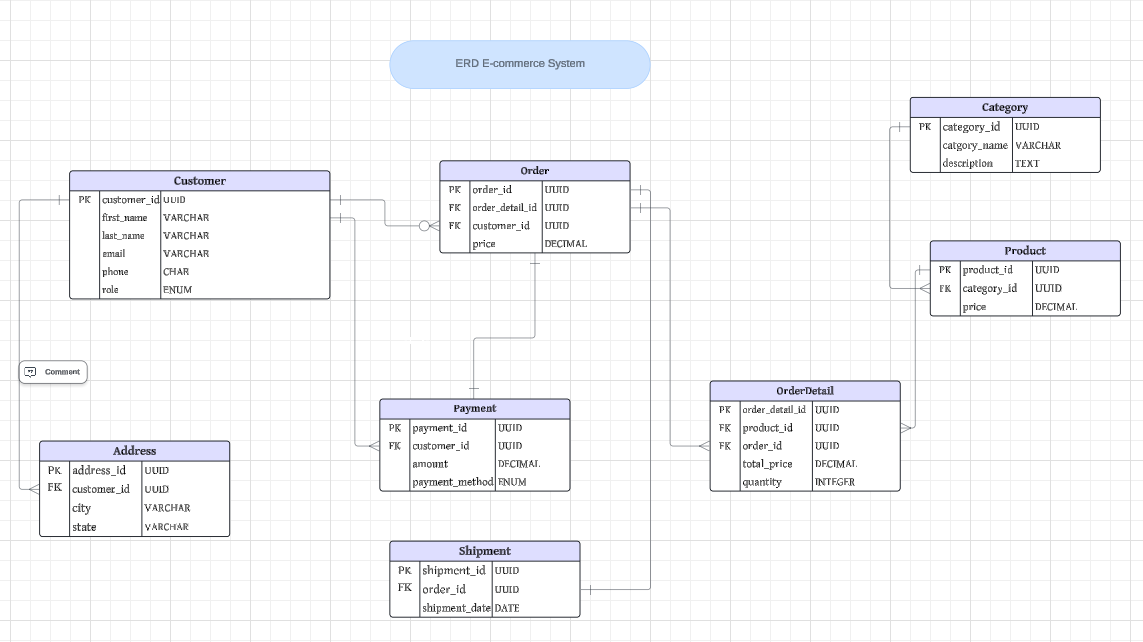 ERD E-commerce System
Category
PK category_id UUID
catgory_name VARCHAR
description TEXT
Order
PK order_id UUID
FK order_detail_id UUID
FK customer_id UUID
price DECIMAL
Customer
PK customer_id UUID
first_name VARCHAR
last_name VARCHAR
email VARCHAR
phone CHAR
role ENUM
Product
PK product_id UUID
FK category_id UUID
price DECIMAL
Comment
OrderDetail
PK order_detail_id UUID
FK product_id UUID
FK order_id UUID
total_price DECIMAL
quantity INTEGER
Payment
PK payment_id UUID
FK customer_id UUID
amount DECIMAL
payment_method ENUM
Address
PK address_id UUID
FK customer_id UUID
city VARCHAR
state VARCHAR
Shipment
PK shipment_id UUID
FK order_id UUID
shipment_date DATE